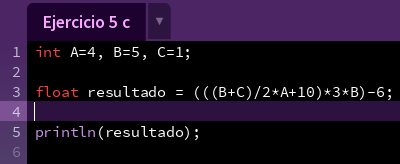 Ejercicio 5 c ▼
1 int A=4, B=5, C=1;
2
3 float resultado = (((B+C)/2*A+10)*3*B)-6;
4
5 println(resultado);
6